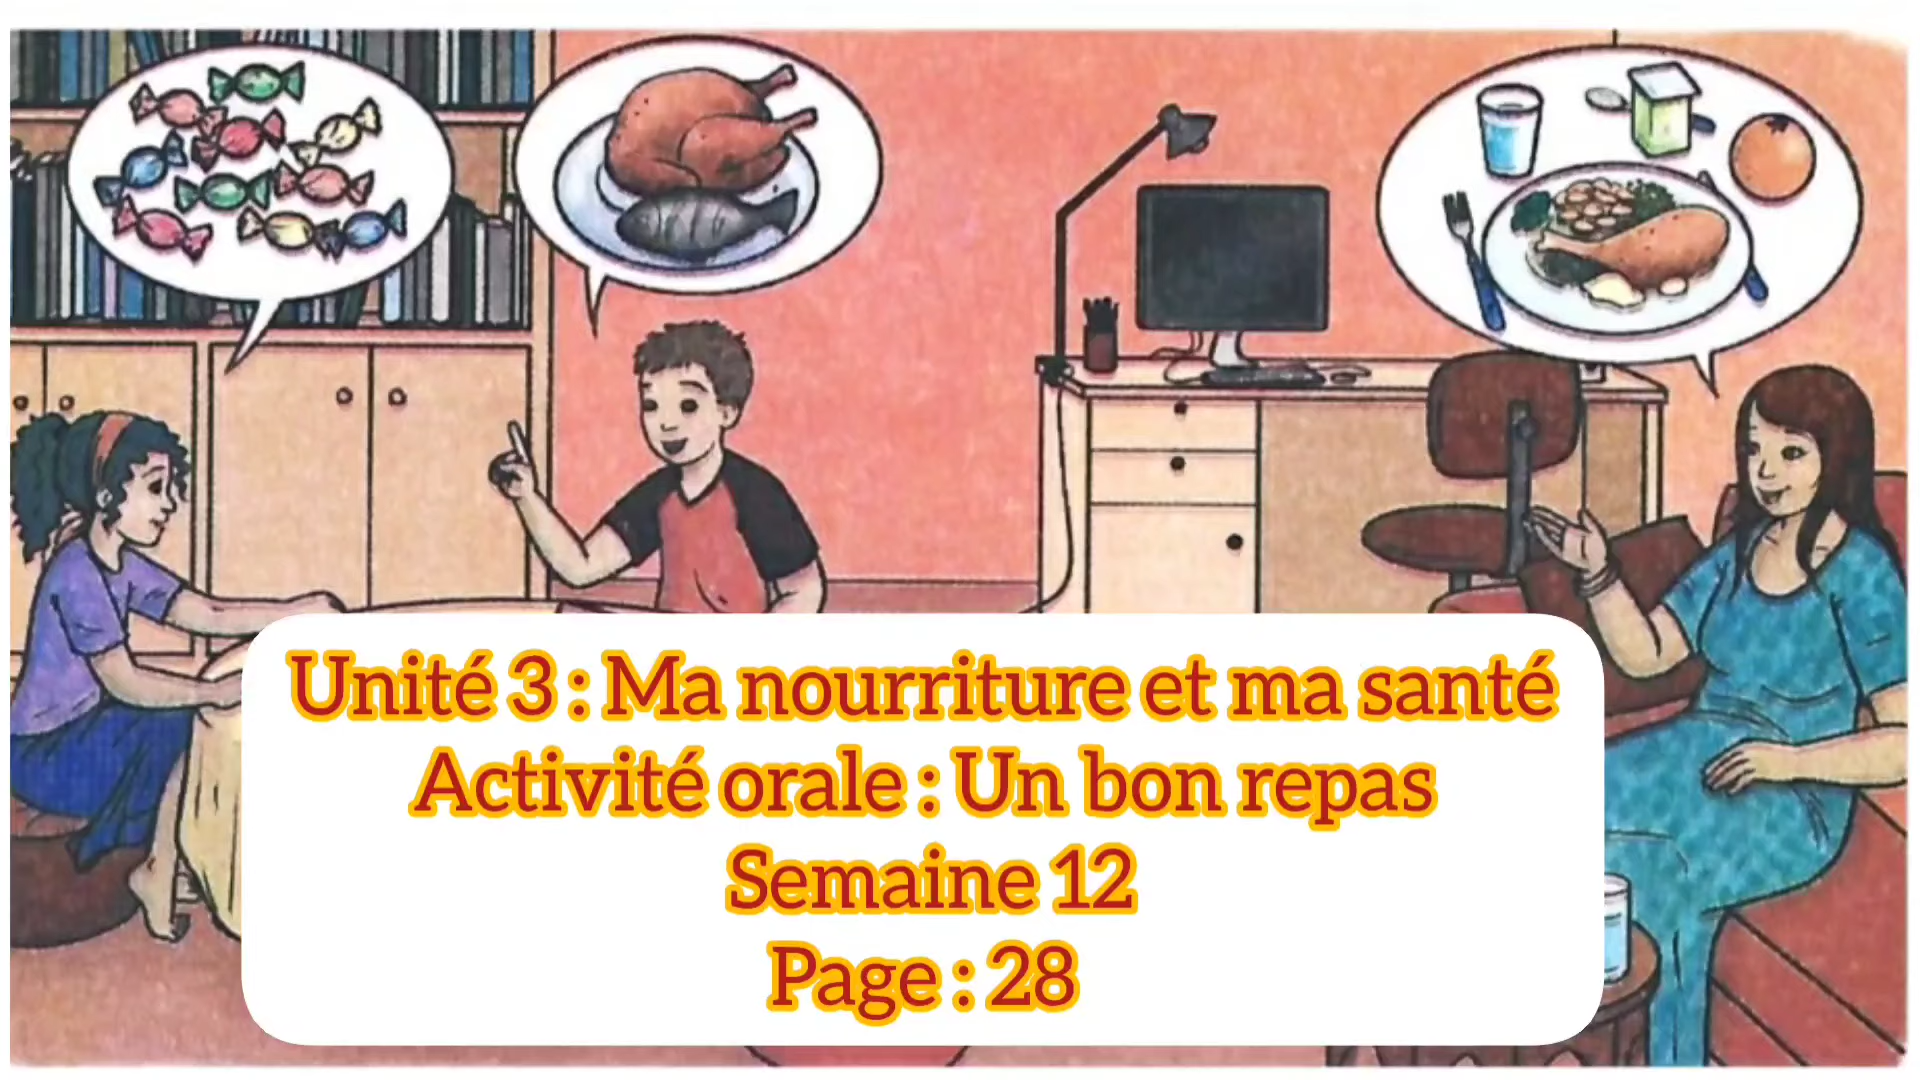 Unité 3 : Ma nourriture et ma santé
Activité orale : Un bon repas
Semaine 12
Page : 28